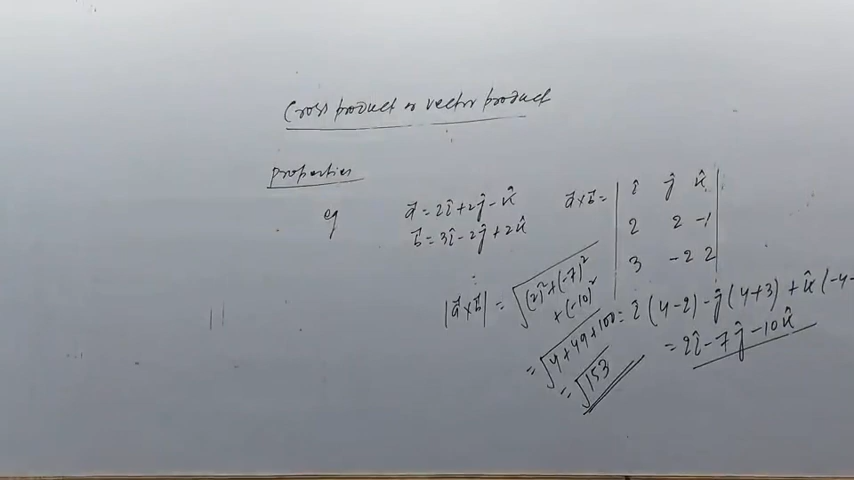 Cross product or vector product
properties
eg
a⃗ = 2î+2ĵ-k̂
b⃗ = 3î-2ĵ+2k̂
a⃗×b⃗ = | î ĵ k̂ |
| 2 2 -1 |
| 3 -2 2 |
= î(4-2)-ĵ(4+3)+k̂(-4-
= 2î-7ĵ-10k̂
|a⃗×b⃗| = √(2)²+(-7)²
+(-10)²
= √4+49+100
= √153